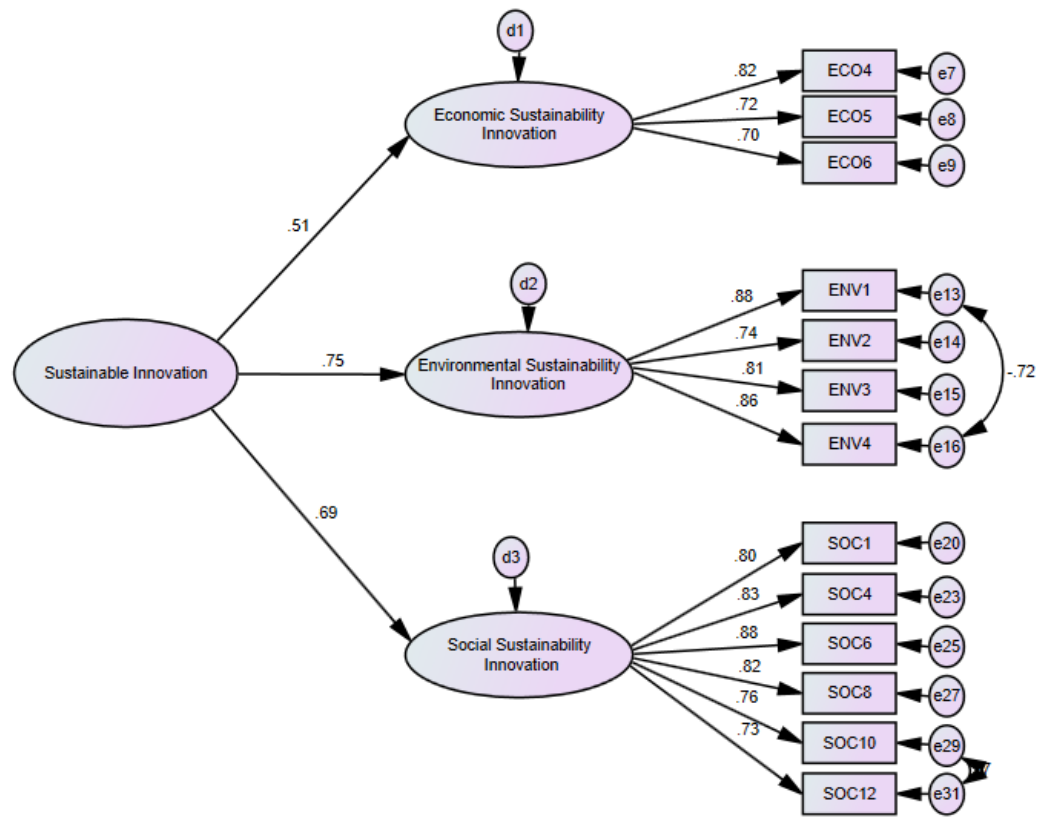 d1
.82
ECO4
e7
Economic Sustainability
Innovation
.72
ECO5
e8
.70
ECO6
e9
.51
d2
.88
ENV1
e13
.74
ENV2
e14
Sustainable Innovation
.75
Environmental Sustainability
Innovation
.81
ENV3
e15
-.72
.86
ENV4
e16
.69
d3
.80
SOC1
e20
.83
SOC4
e23
Social Sustainability
Innovation
.88
SOC6
e25
.82
SOC8
e27
.76
SOC10
e29
.73
SOC12
e31